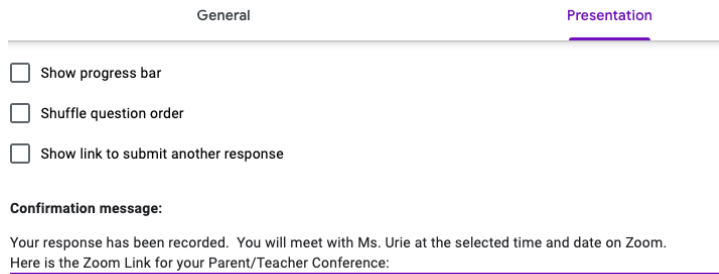 General
Presentation
Show progress bar
Shuffle question order
Show link to submit another response
Confirmation message:
Your response has been recorded.  You will meet with Ms. Urie at the selected time and date on Zoom.
Here is the Zoom Link for your Parent/Teacher Conference: